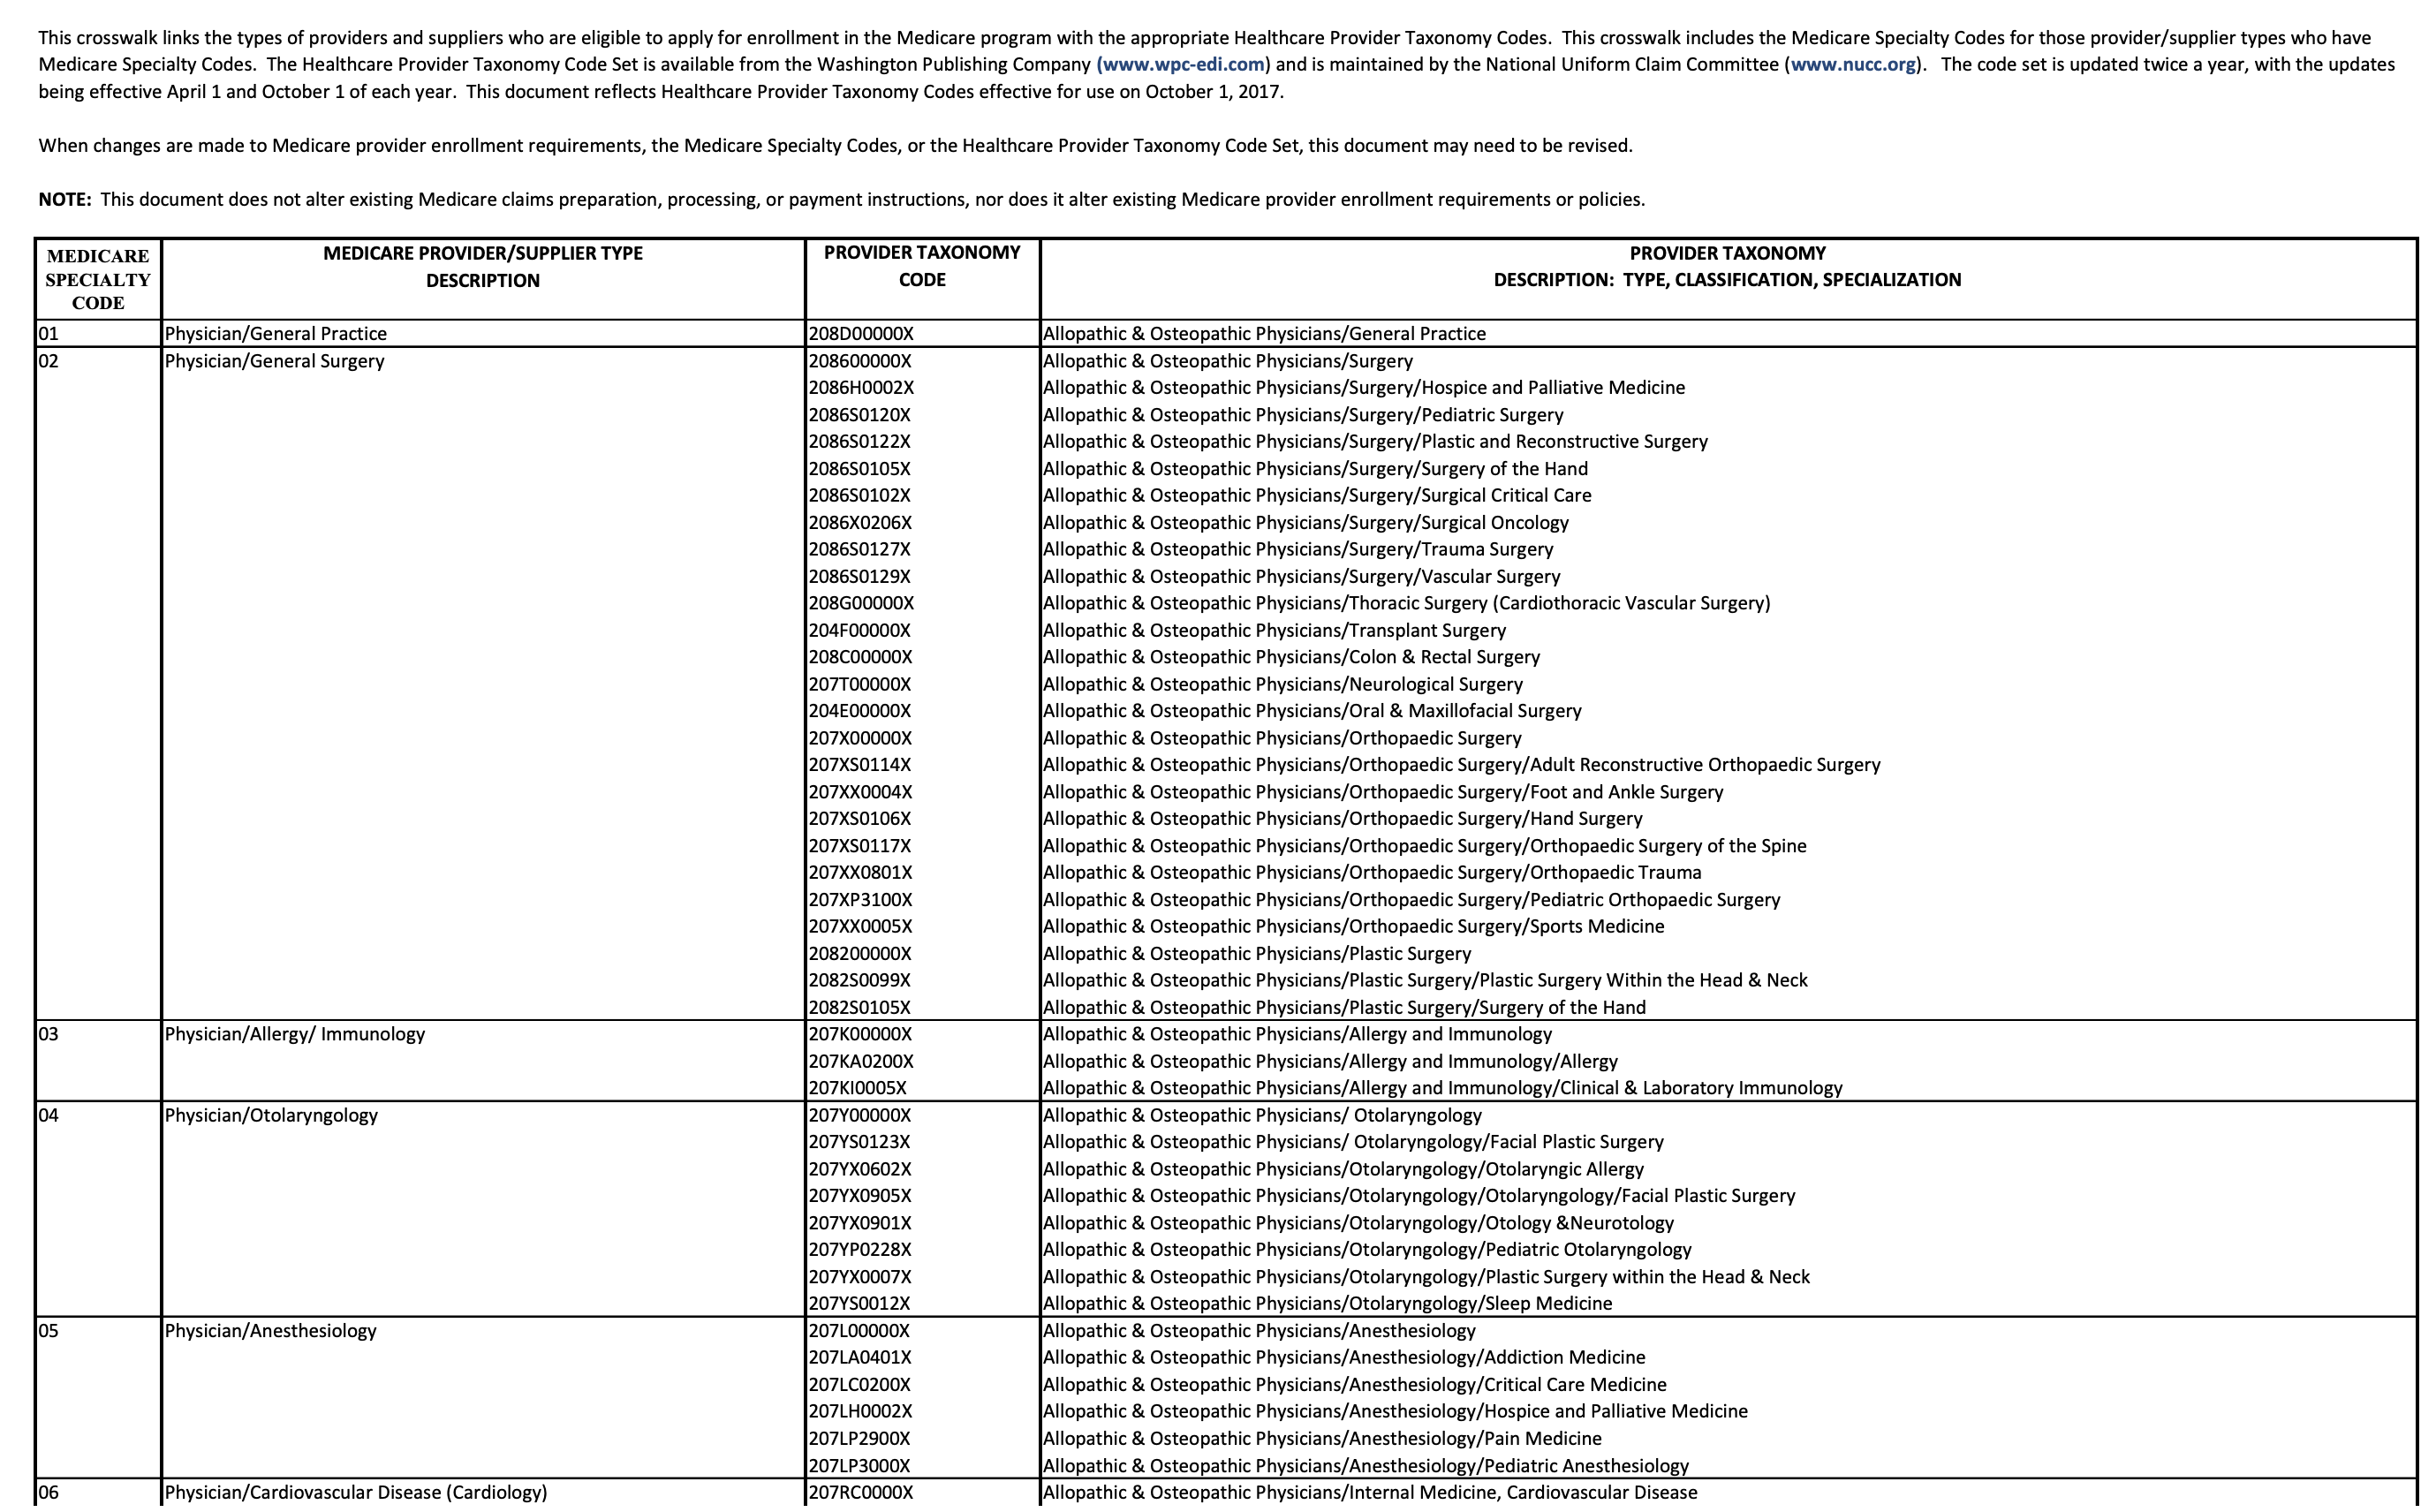 This crosswalk links the types of providers and suppliers who are eligible to apply for enrollment in the Medicare program with the appropriate Healthcare Provider Taxonomy Codes.  This crosswalk includes the Medicare Specialty Codes for those provider/supplier types who have
Medicare Specialty Codes.  The Healthcare Provider Taxonomy Code Set is available from the Washington Publishing Company (www.wpc-edi.com) and is maintained by the National Uniform Claim Committee (www.nucc.org).   The code set is updated twice a year, with the updates
being effective April 1 and October 1 of each year.  This document reflects Healthcare Provider Taxonomy Codes effective for use on October 1, 2017.
When changes are made to Medicare provider enrollment requirements, the Medicare Specialty Codes, or the Healthcare Provider Taxonomy Code Set, this document may need to be revised.
NOTE:  This document does not alter existing Medicare claims preparation, processing, or payment instructions, nor does it alter existing Medicare provider enrollment requirements or policies.
MEDICARE SPECIALTY CODE MEDICARE PROVIDER/SUPPLIER TYPE DESCRIPTION PROVIDER TAXONOMY CODE PROVIDER TAXONOMY DESCRIPTION:  TYPE, CLASSIFICATION, SPECIALIZATION
01 Physician/General Practice 208D00000X Allopathic & Osteopathic Physicians/General Practice
02 Physician/General Surgery 208600000X Allopathic & Osteopathic Physicians/Surgery
2086H0002X Allopathic & Osteopathic Physicians/Surgery/Hospice and Palliative Medicine
2086S0120X Allopathic & Osteopathic Physicians/Surgery/Pediatric Surgery
2086S0122X Allopathic & Osteopathic Physicians/Surgery/Plastic and Reconstructive Surgery
2086S0105X Allopathic & Osteopathic Physicians/Surgery/Surgery of the Hand
2086S0102X Allopathic & Osteopathic Physicians/Surgery/Surgical Critical Care
2086X0206X Allopathic & Osteopathic Physicians/Surgery/Surgical Oncology
2086S0127X Allopathic & Osteopathic Physicians/Surgery/Trauma Surgery
2086S0129X Allopathic & Osteopathic Physicians/Surgery/Vascular Surgery
208G00000X Allopathic & Osteopathic Physicians/Thoracic Surgery (Cardiothoracic Vascular Surgery)
204F00000X Allopathic & Osteopathic Physicians/Transplant Surgery
208C00000X Allopathic & Osteopathic Physicians/Colon & Rectal Surgery
207T00000X Allopathic & Osteopathic Physicians/Neurological Surgery
204E00000X Allopathic & Osteopathic Physicians/Oral & Maxillofacial Surgery
207X00000X Allopathic & Osteopathic Physicians/Orthopaedic Surgery
207XS0114X Allopathic & Osteopathic Physicians/Orthopaedic Surgery/Adult Reconstructive Orthopaedic Surgery
207XX0004X Allopathic & Osteopathic Physicians/Orthopaedic Surgery/Foot and Ankle Surgery
207XS0106X Allopathic & Osteopathic Physicians/Orthopaedic Surgery/Hand Surgery
207XS0117X Allopathic & Osteopathic Physicians/Orthopaedic Surgery/Orthopaedic Surgery of the Spine
207XX0801X Allopathic & Osteopathic Physicians/Orthopaedic Surgery/Orthopaedic Trauma
207XP3100X Allopathic & Osteopathic Physicians/Orthopaedic Surgery/Pediatric Orthopaedic Surgery
207XX0005X Allopathic & Osteopathic Physicians/Orthopaedic Surgery/Sports Medicine
208200000X Allopathic & Osteopathic Physicians/Plastic Surgery
2082S0099X Allopathic & Osteopathic Physicians/Plastic Surgery/Plastic Surgery Within the Head & Neck
2082S0105X Allopathic & Osteopathic Physicians/Plastic Surgery/Surgery of the Hand
03 Physician/Allergy/ Immunology 207K00000X Allopathic & Osteopathic Physicians/Allergy and Immunology
207KA0200X Allopathic & Osteopathic Physicians/Allergy and Immunology/Allergy
207KI0005X Allopathic & Osteopathic Physicians/Allergy and Immunology/Clinical & Laboratory Immunology
04 Physician/Otolaryngology 207Y00000X Allopathic & Osteopathic Physicians/ Otolaryngology
207YS0123X Allopathic & Osteopathic Physicians/ Otolaryngology/Facial Plastic Surgery
207YX0602X Allopathic & Osteopathic Physicians/Otolaryngology/Otolaryngic Allergy
207YX0905X Allopathic & Osteopathic Physicians/Otolaryngology/Otolaryngology/Facial Plastic Surgery
207YX0901X Allopathic & Osteopathic Physicians/Otolaryngology/Otology &Neurotology
207YP0228X Allopathic & Osteopathic Physicians/Otolaryngology/Pediatric Otolaryngology
207YX0007X Allopathic & Osteopathic Physicians/Otolaryngology/Plastic Surgery within the Head & Neck
207YS0012X Allopathic & Osteopathic Physicians/Otolaryngology/Sleep Medicine
05 Physician/Anesthesiology 207L00000X Allopathic & Osteopathic Physicians/Anesthesiology
207LA0401X Allopathic & Osteopathic Physicians/Anesthesiology/Addiction Medicine
207LC0200X Allopathic & Osteopathic Physicians/Anesthesiology/Critical Care Medicine
207LH0002X Allopathic & Osteopathic Physicians/Anesthesiology/Hospice and Palliative Medicine
207LP2900X Allopathic & Osteopathic Physicians/Anesthesiology/Pain Medicine
207LP3000X Allopathic & Osteopathic Physicians/Anesthesiology/Pediatric Anesthesiology
06 Physician/Cardiovascular Disease (Cardiology) 207RC0000X Allopathic & Osteopathic Physicians/Internal Medicine, Cardiovascular Disease